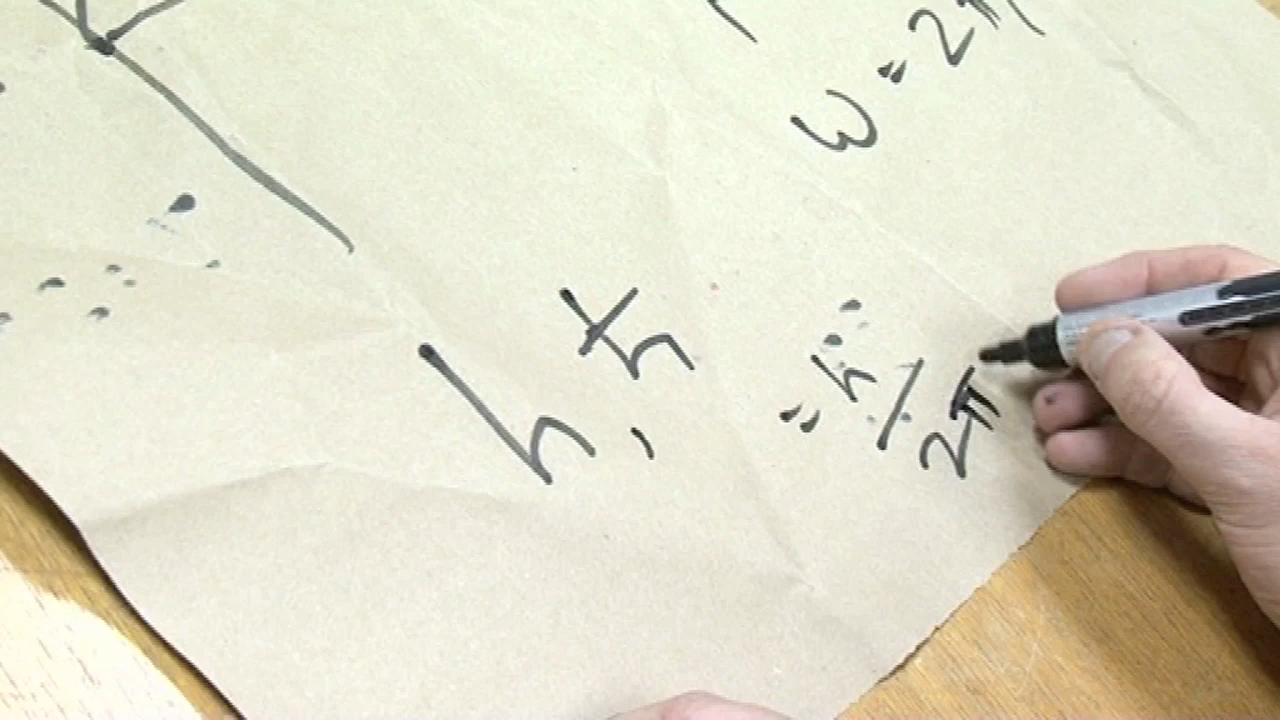 ω = 2π
h, ħ = h/2π